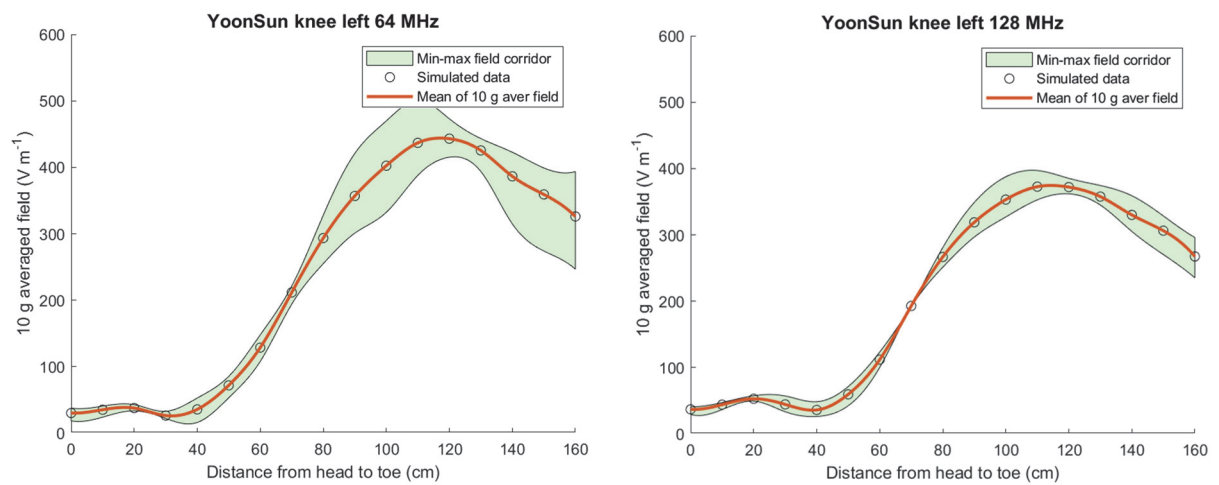 YoonSun knee left 64 MHz
600
500
400
300
200
100
0
10 g averaged field (V m⁻¹)
Min-max field corridor
Simulated data
Mean of 10 g aver field
0 20 40 60 80 100 120 140 160
Distance from head to toe (cm)
YoonSun knee left 128 MHz
600
500
400
300
200
100
0
10 g averaged field (V m⁻¹)
Min-max field corridor
Simulated data
Mean of 10 g aver field
0 20 40 60 80 100 120 140 160
Distance from head to toe (cm)